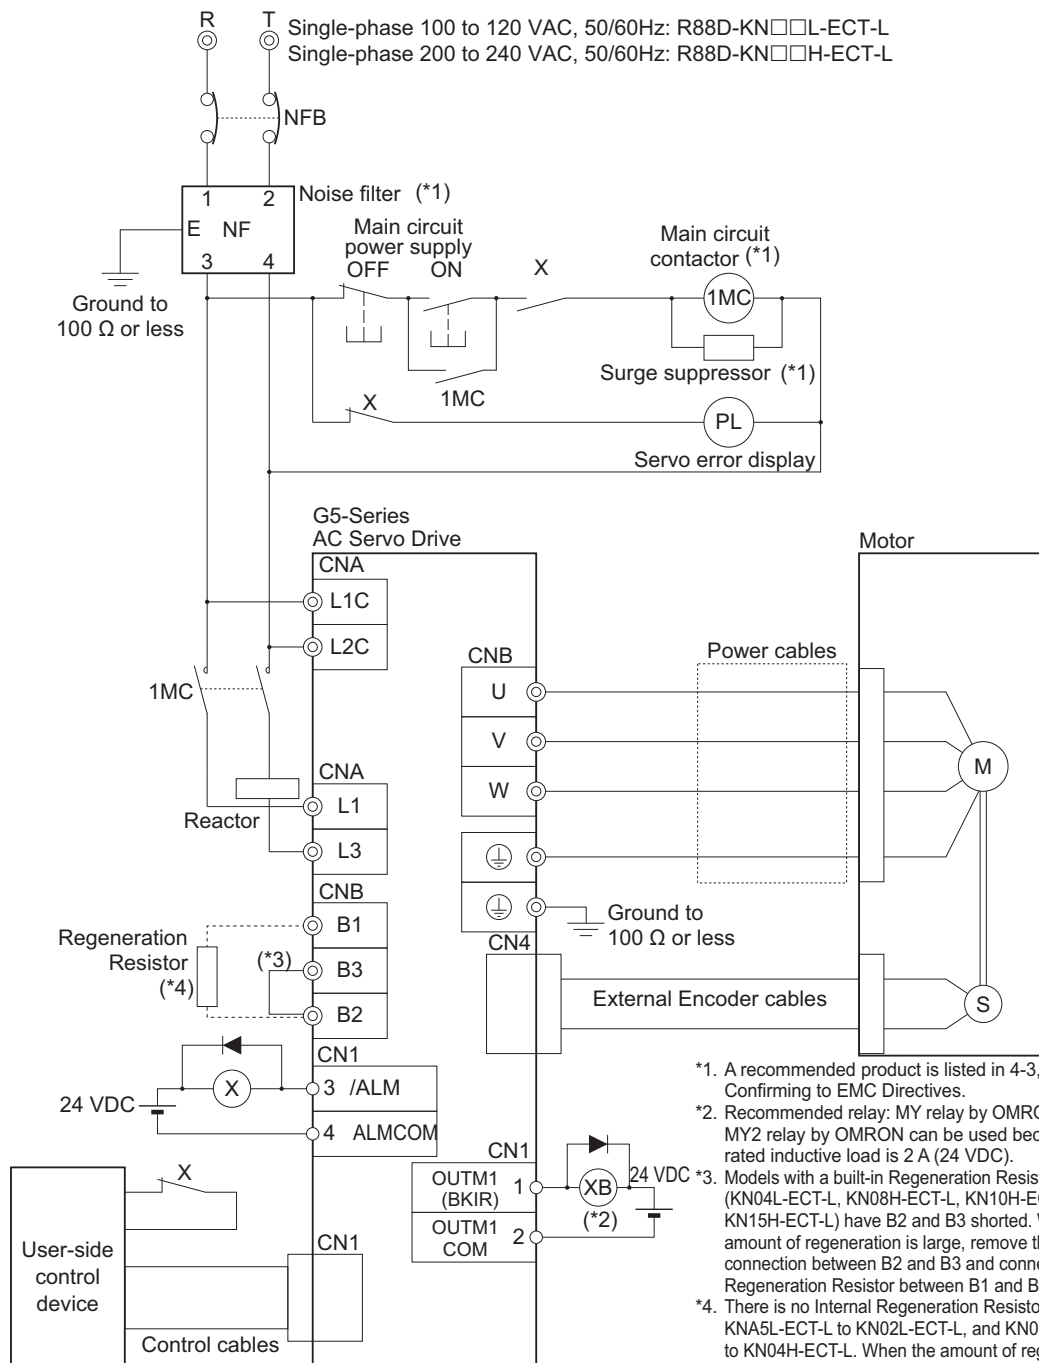 R T
Single-phase 100 to 120 VAC, 50/60Hz: R88D-KN□□L-ECT-L
Single-phase 200 to 240 VAC, 50/60Hz: R88D-KN□□H-ECT-L
NFB
1 2
Noise filter (*1)
E NF
3 4
Ground to
100 Ω or less
Main circuit
power supply
OFF ON
X
Main circuit
contactor (*1)
1MC
Surge suppressor (*1)
1MC
X
PL
Servo error display
G5-Series
AC Servo Drive
Motor
CNA
L1C
L2C
1MC
CNB
Power cables
U
V
W
M
CNA
L1
Reactor
L3
CNB
B1
Ground to
100 Ω or less
Regeneration
Resistor
(*4)
(*3)
B3
B2
CN4
External Encoder cables
S
CN1
3 /ALM
X
24 VDC
4 ALMCOM
CN1
OUTM1
(BKIR)
1
XB
(*2)
24 VDC
OUTM1
COM
2
X
User-side
control
device
CN1
Control cables
*1. A recommended product is listed in 4-3,
Confirming to EMC Directives.
*2. Recommended relay: MY relay by
MY2 relay by OMRON can be used
rated inductive load is 2 A (24 VDC).
*3. Models with a built-in Regeneration
(KN04L-ECT-L, KN08H-ECT-L,
KN15H-ECT-L) have B2 and B3 shorted.
amount of regeneration is large, remove
connection between B2 and B3 and
Regeneration Resistor between B1 and
*4. There is no Internal Regeneration
KNA5L-ECT-L to KN02L-ECT-L, and
to KN04H-ECT-L. When the amount of